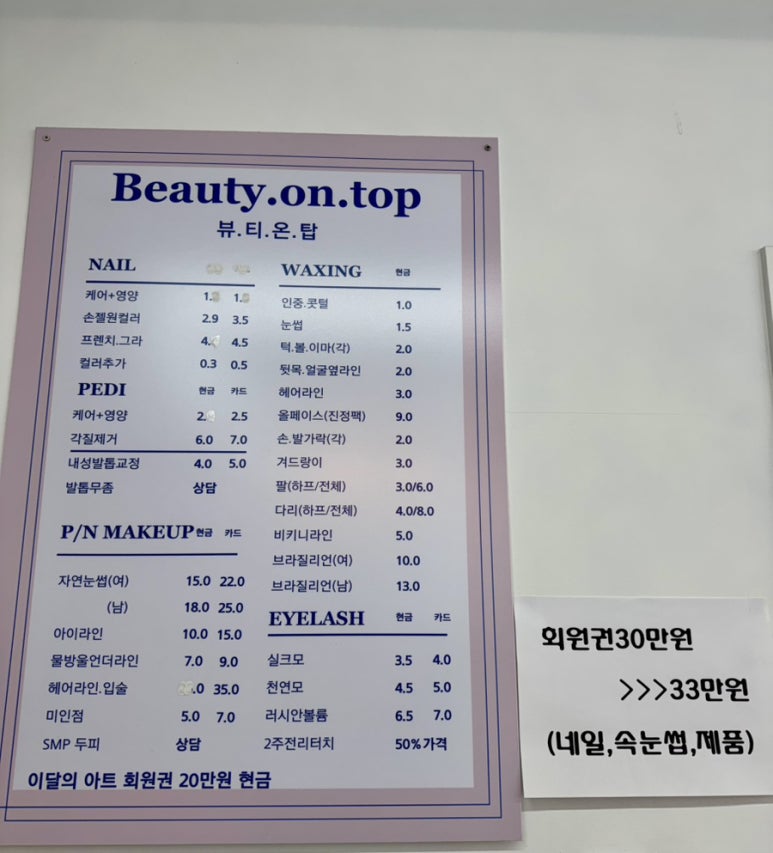 Beauty.on.top
뷰.티.온.탑
NAIL
케어+영양
손젤원컬러 2.9 3.5
프렌치.그라 4.5
컬러추가 0.3 0.5
PEDI 현금 카드
케어+영양 2.5
각질제거 6.0 7.0
내성발톱교정 4.0 5.0
발톱무좀 상담
P/N MAKEUP 현금 카드
자연눈썹(여) 15.0 22.0
(남) 18.0 25.0
아이라인 10.0 15.0
물방울언더라인 7.0 9.0
헤어라인.입술 35.0
미인점 5.0 7.0
SMP 두피 상담
WAXING 현금
인중.콧털 1.0
눈썹 1.5
턱.볼.이마(각) 2.0
뒷목.얼굴옆라인 2.0
헤어라인 3.0
올페이스(진정팩) 9.0
손.발가락(각) 2.0
겨드랑이 3.0
팔(하프/전체) 3.0/6.0
다리(하프/전체) 4.0/8.0
비키니라인 5.0
브라질리언(여) 10.0
브라질리언(남) 13.0
EYELASH 현금 카드
실크모 3.5 4.0
천연모 4.5 5.0
러시안볼륨 6.5 7.0
2주전리터치 50%가격
이달의 아트 회원권 20만원 현금
회원권30만원
>>>33만원
(네일,속눈썹,제품)